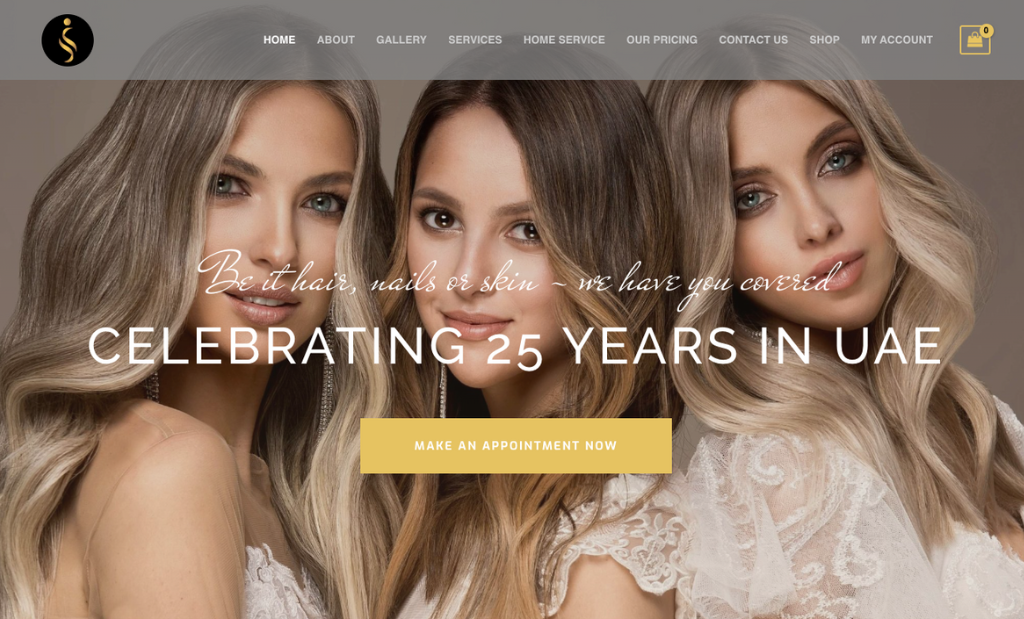 HOME ABOUT GALLERY SERVICES HOME SERVICE OUR PRICING CONTACT US SHOP MY ACCOUNT 0
Be it hair, nails or skin ~ we have you covered
CELEBRATING 25 YEARS IN UAE
MAKE AN APPOINTMENT NOW